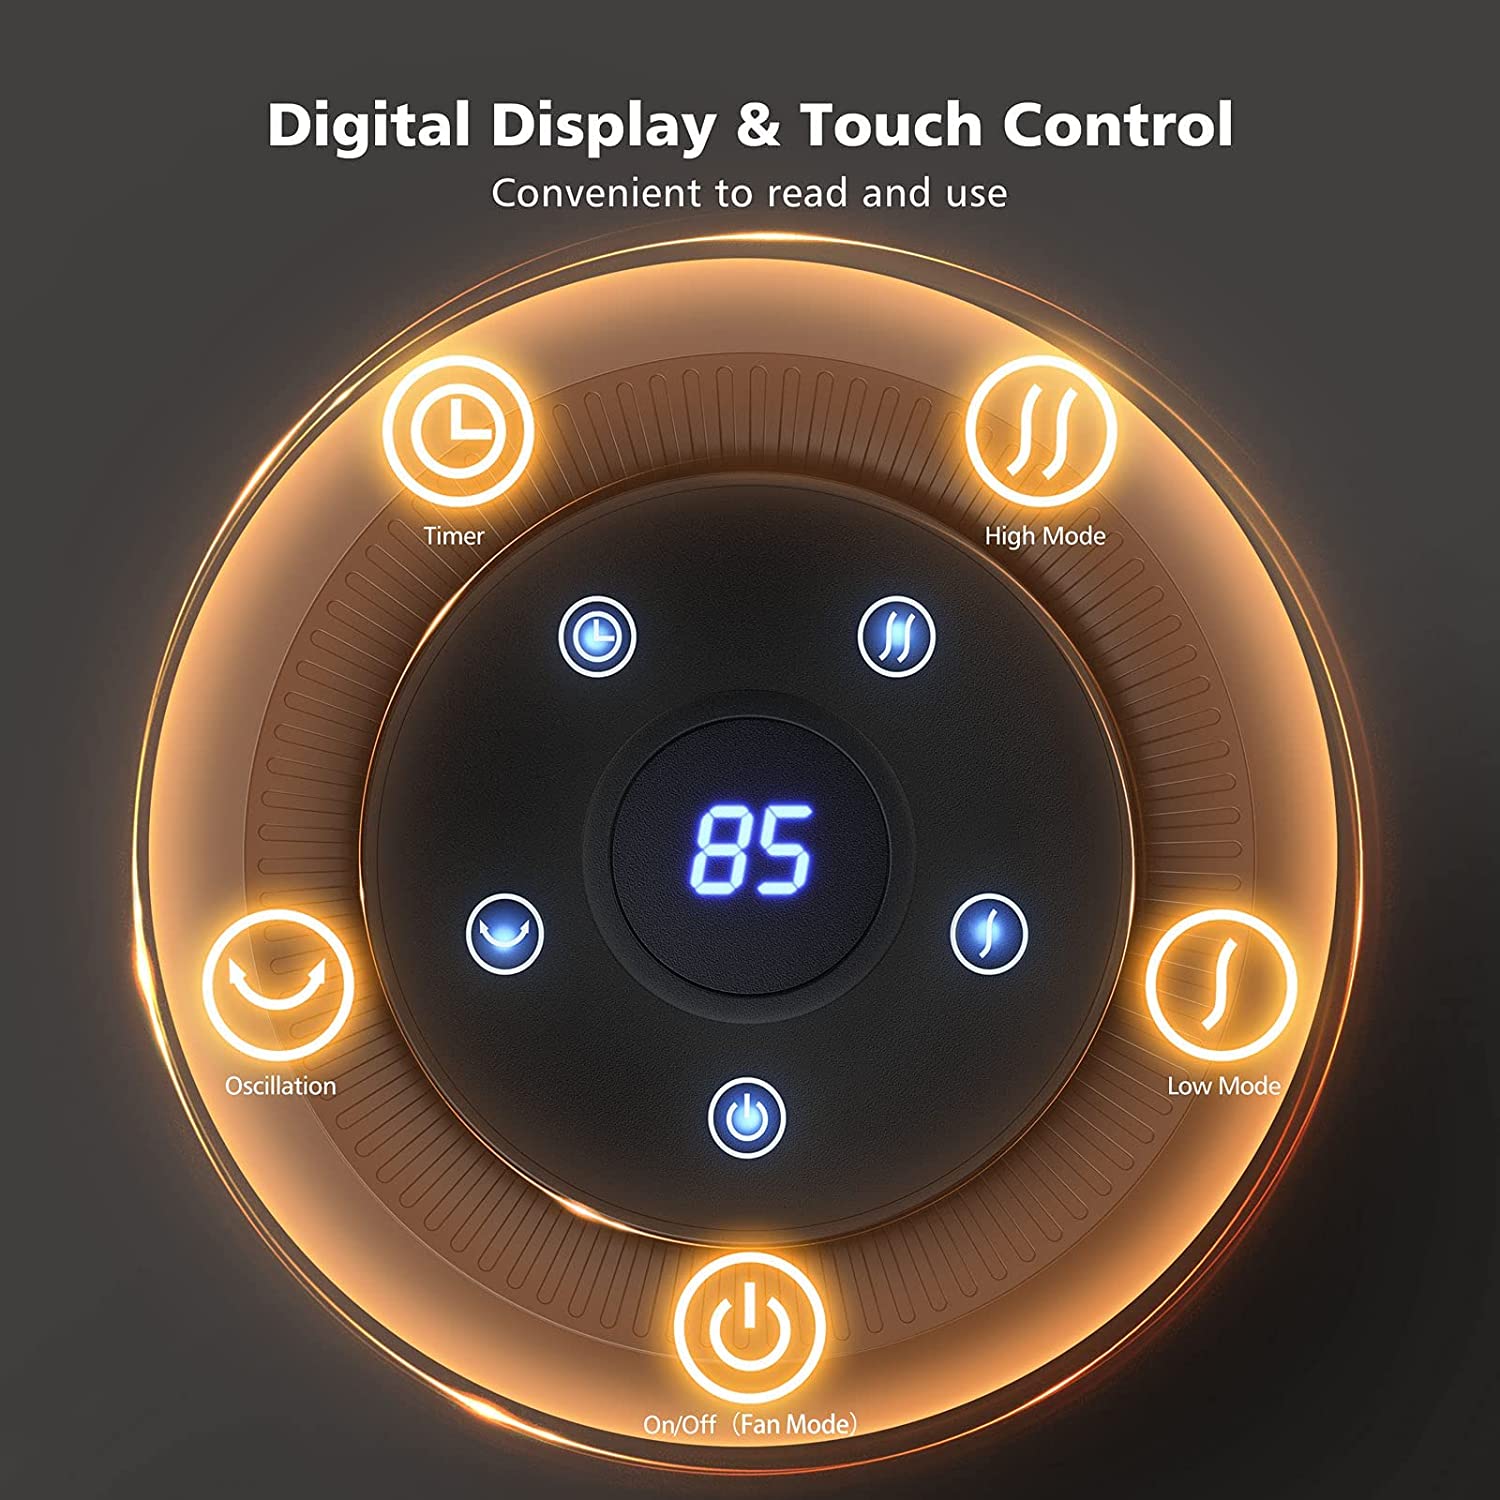 Digital Display & Touch Control
Convenient to read and use
Timer
High Mode
85
Oscillation
Low Mode
On/Off（Fan Mode）